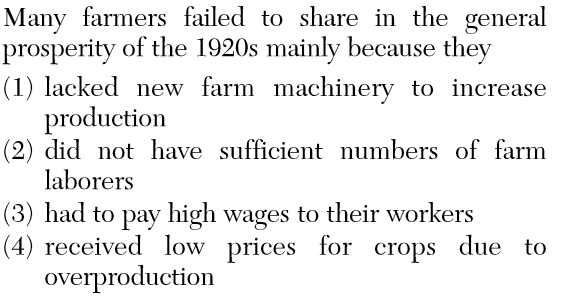 Many farmers failed to share in the general
prosperity of the 1920s mainly because they
(1) lacked new farm machinery to increase
production
(2) did not have sufficient numbers of farm
laborers
(3) had to pay high wages to their workers
(4) received low prices for crops due to
overproduction